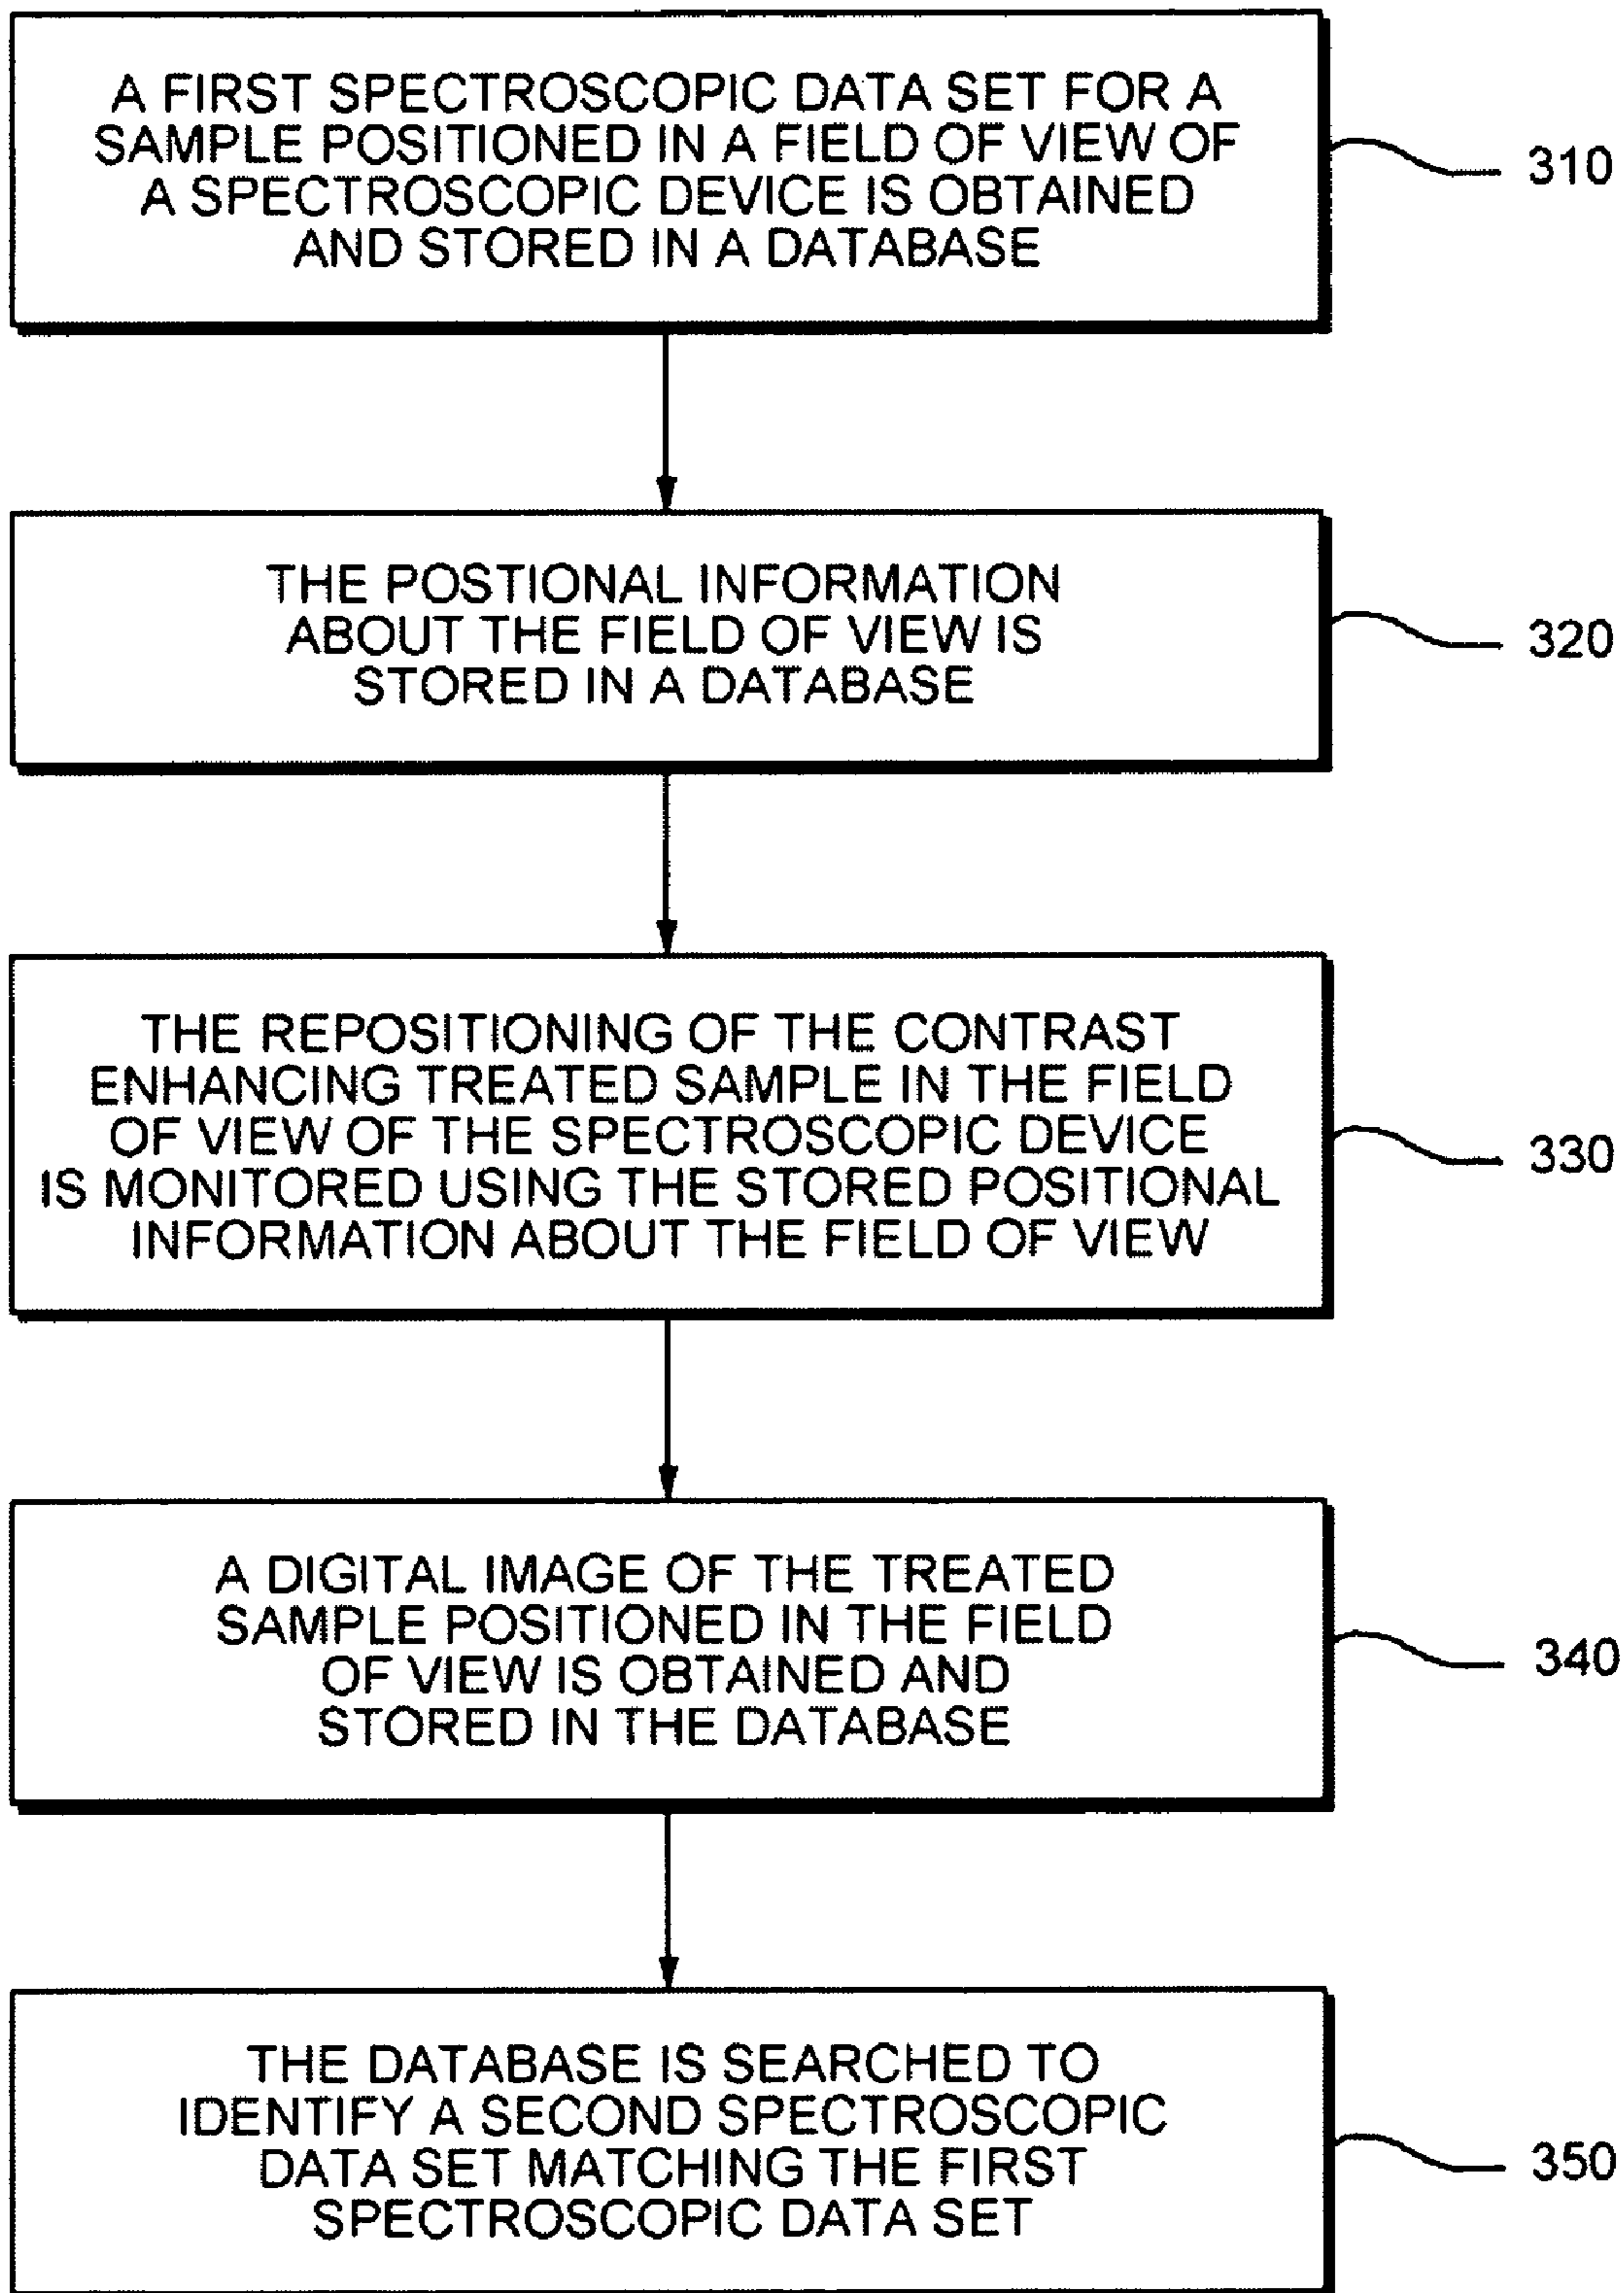 A FIRST SPECTROSCOPIC DATA SET FOR A
SAMPLE POSITIONED IN A FIELD OF VIEW OF
A SPECTROSCOPIC DEVICE IS OBTAINED
AND STORED IN A DATABASE
310
THE POSTIONAL INFORMATION
ABOUT THE FIELD OF VIEW IS
STORED IN A DATABASE
320
THE REPOSITIONING OF THE CONTRAST
ENHANCING TREATED SAMPLE IN THE FIELD
OF VIEW OF THE SPECTROSCOPIC DEVICE
IS MONITORED USING THE STORED POSITIONAL
INFORMATION ABOUT THE FIELD OF VIEW
330
A DIGITAL IMAGE OF THE TREATED
SAMPLE POSITIONED IN THE FIELD
OF VIEW IS OBTAINED AND
STORED IN THE DATABASE
340
THE DATABASE IS SEARCHED TO
IDENTIFY A SECOND SPECTROSCOPIC
DATA SET MATCHING THE FIRST
SPECTROSCOPIC DATA SET
350